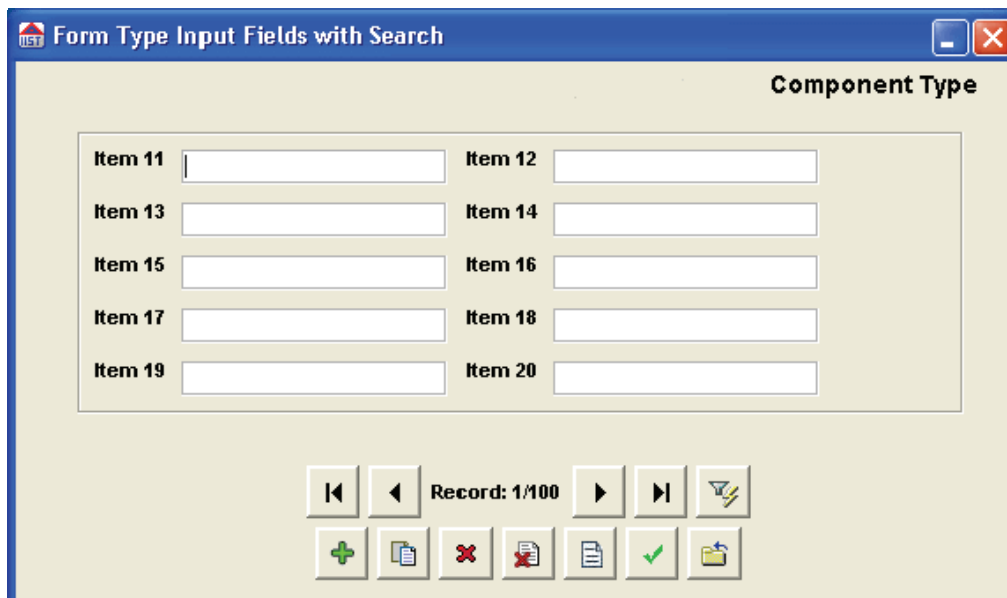 Form Type Input Fields with Search
Component Type
Item 11 Item 12
Item 13 Item 14
Item 15 Item 16
Item 17 Item 18
Item 19 Item 20
Record: 1/100